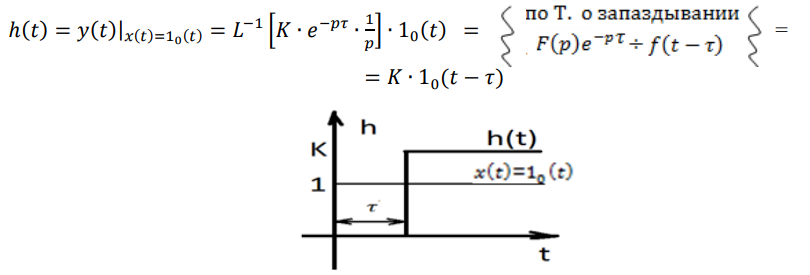 h(t) = y(t)|ₓ₍ₜ₎₌₁₀₍ₜ₎ = L⁻¹[K · e^{−pτ} · 1/p] · 1₀(t) = { по Т. о запаздывании } =
F(p)e^{−pτ} ÷ f(t − τ)
= K · 1₀(t − τ)
h
K
h(t)
1
x(t)=1₀(t)
τ
t